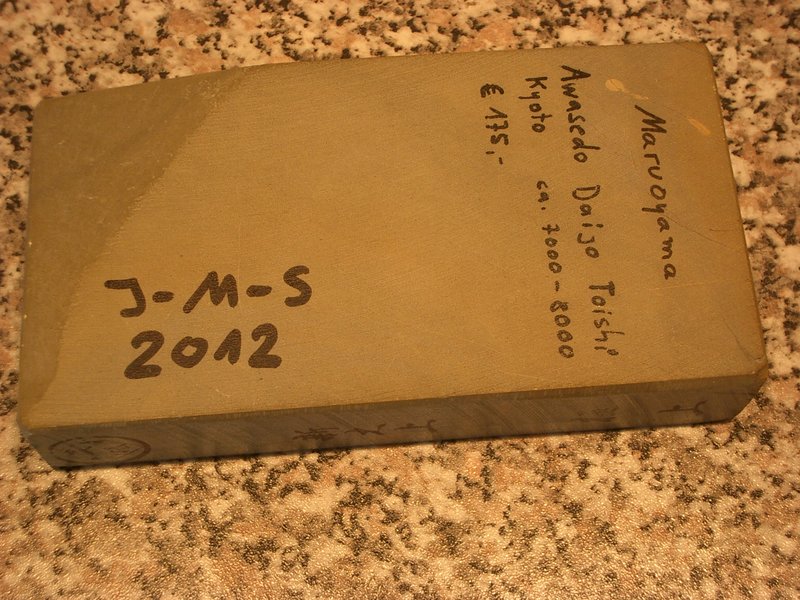 Maruoyama
Awasedo Daijo Toishi
Kyoto ca. 7000-8000
€ 175,-
J-M-S
2012